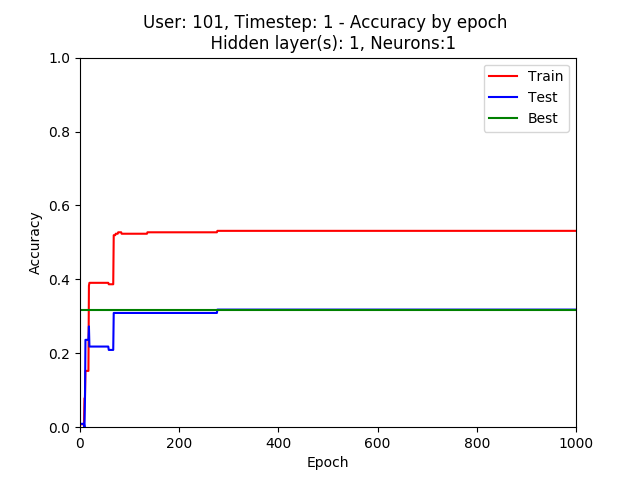 User: 101, Timestep: 1 - Accuracy by epoch
Hidden layer(s): 1, Neurons:1
Train
Test
Best
1.0
0.8
0.6
0.4
0.2
0.0
Accuracy
0
200
400
600
800
1000
Epoch